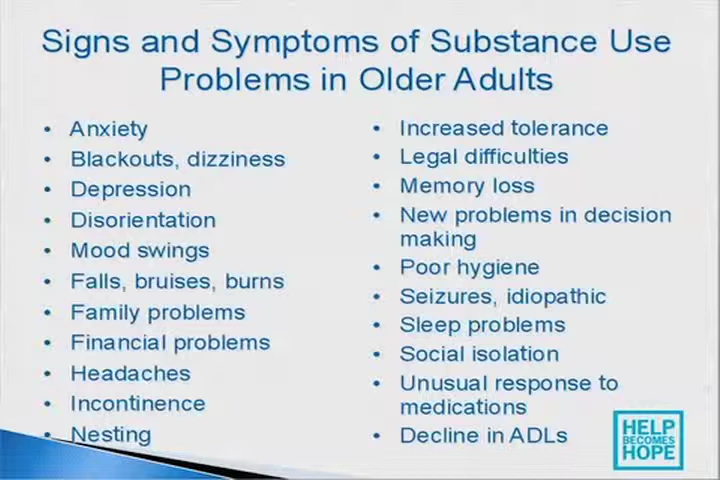 Signs and Symptoms of Substance Use
Problems in Older Adults
• Anxiety
• Blackouts, dizziness
• Depression
• Disorientation
• Mood swings
• Falls, bruises, burns
• Family problems
• Financial problems
• Headaches
• Incontinence
• Nesting
• Increased tolerance
• Legal difficulties
• Memory loss
• New problems in decision
making
• Poor hygiene
• Seizures, idiopathic
• Sleep problems
• Social isolation
• Unusual response to
medications
• Decline in ADLs
HELP
BECOMES
HOPE